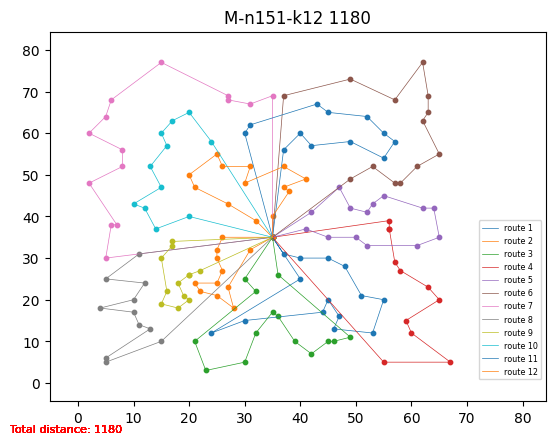 M-n151-k12 1180
80
70
60
50
40
30
20
10
0
0 10 20 30 40 50 60 70 80
route 1
route 2
route 3
route 4
route 5
route 6
route 7
route 8
route 9
route 10
route 11
route 12
Total distance: 1180